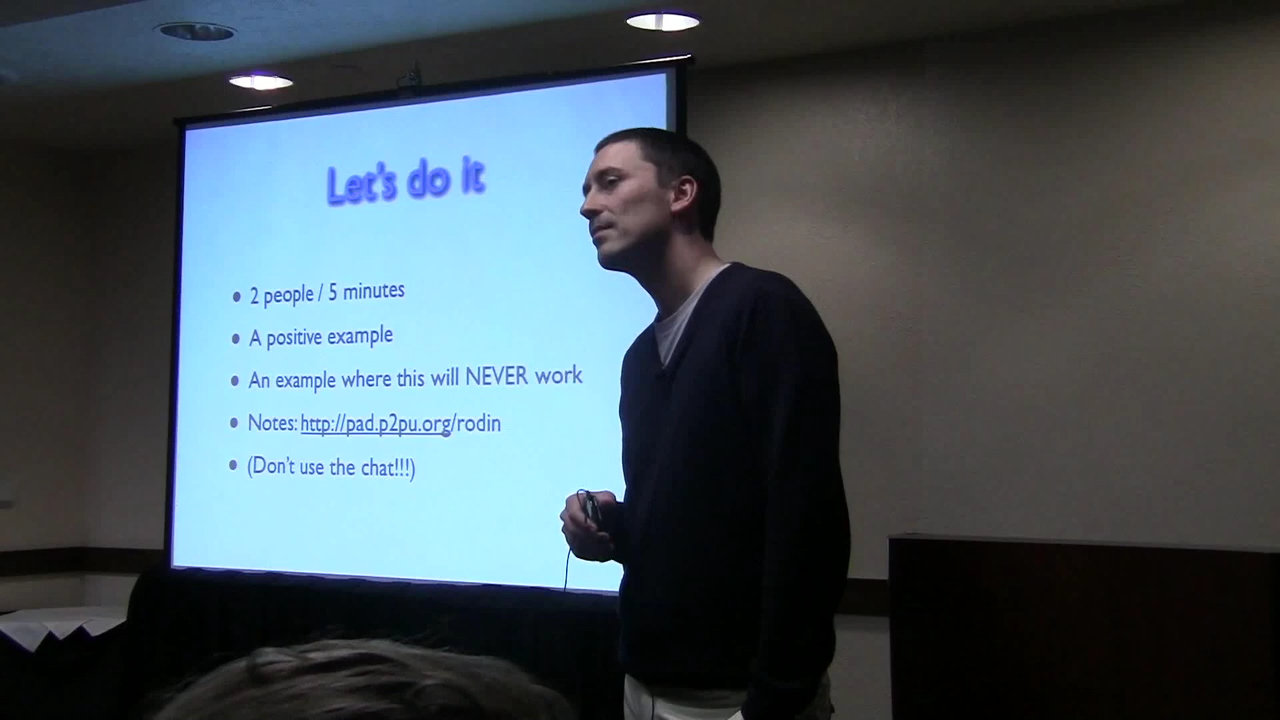 Let's do it
2 people / 5 minutes
A positive example
An example where this will NEVER work
Notes: http://pad.p2pu.org/rodin
(Don't use the chat!!!)